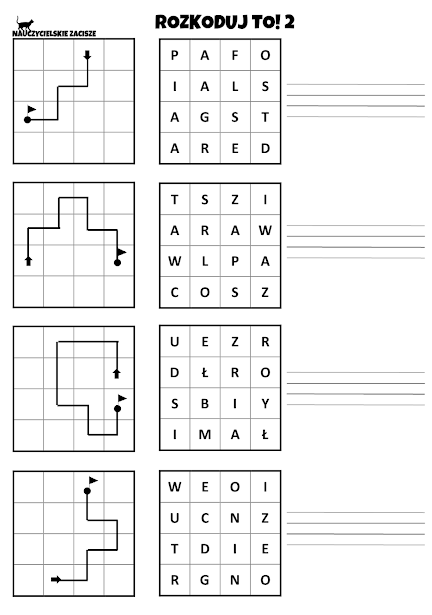 ROZKODUJ TO! 2
NAUCZYCIELSKIE ZACISZE
P A F O
I A L S
A G S T
A R E D
T S Z I
A R A W
W L P A
C O S Z
U E Z R
D Ł R O
S B I Y
I M A Ł
W E O I
U C N Z
T D I E
R G N O